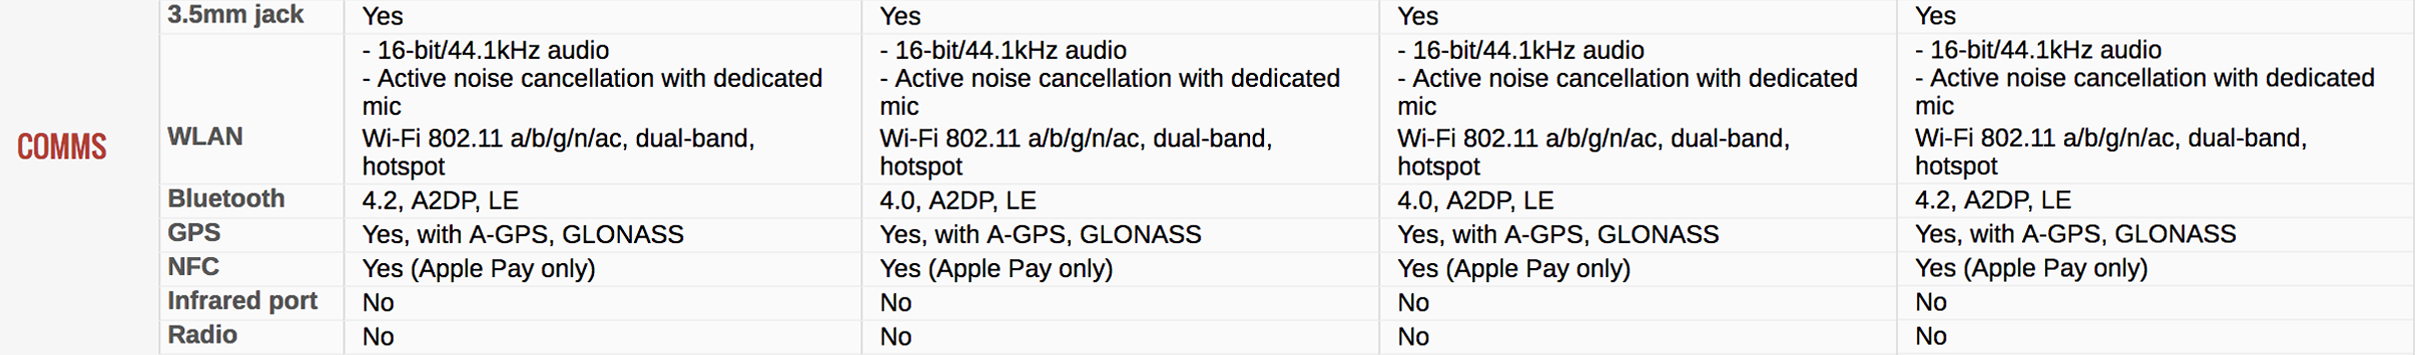 3.5mm jack Yes Yes Yes Yes
- 16-bit/44.1kHz audio - 16-bit/44.1kHz audio - 16-bit/44.1kHz audio - 16-bit/44.1kHz audio
- Active noise cancellation with dedicated - Active noise cancellation with dedicated - Active noise cancellation with dedicated - Active noise cancellation with dedicated
mic mic mic mic
COMMS WLAN Wi-Fi 802.11 a/b/g/n/ac, dual-band, Wi-Fi 802.11 a/b/g/n/ac, dual-band, Wi-Fi 802.11 a/b/g/n/ac, dual-band, Wi-Fi 802.11 a/b/g/n/ac, dual-band,
hotspot hotspot hotspot hotspot
Bluetooth 4.2, A2DP, LE 4.0, A2DP, LE 4.0, A2DP, LE 4.2, A2DP, LE
GPS Yes, with A-GPS, GLONASS Yes, with A-GPS, GLONASS Yes, with A-GPS, GLONASS Yes, with A-GPS, GLONASS
NFC Yes (Apple Pay only) Yes (Apple Pay only) Yes (Apple Pay only) Yes (Apple Pay only)
Infrared port No No No No
Radio No No No No